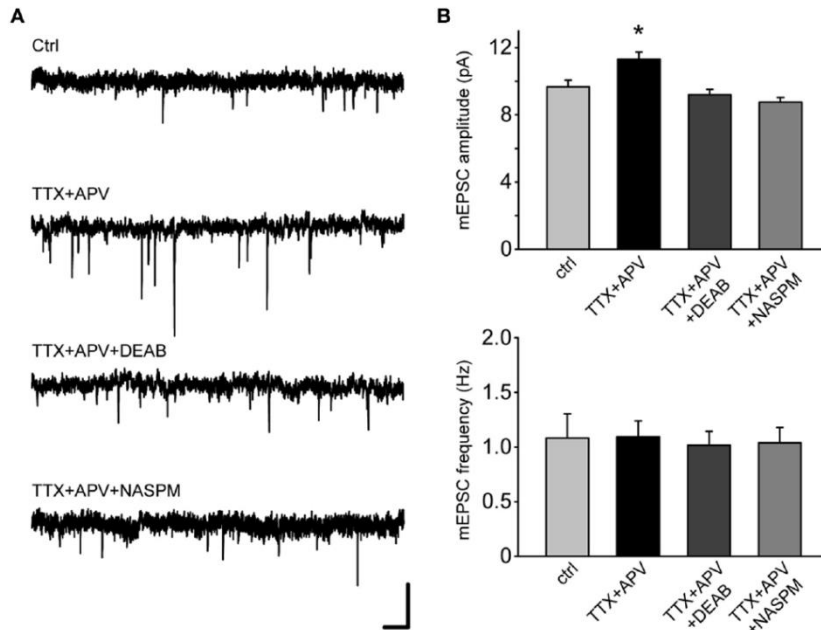 A
Ctrl
TTX+APV
TTX+APV+DEAB
TTX+APV+NASPM
B
mEPSC amplitude (pA)
12
8
4
0
*
ctrl
TTX+APV
TTX+APV
+DEAB
TTX+APV
+NASPM
mEPSC frequency (Hz)
2.0
1.5
1.0
0.5
0
ctrl
TTX+APV
TTX+APV
+DEAB
TTX+APV
+NASPM